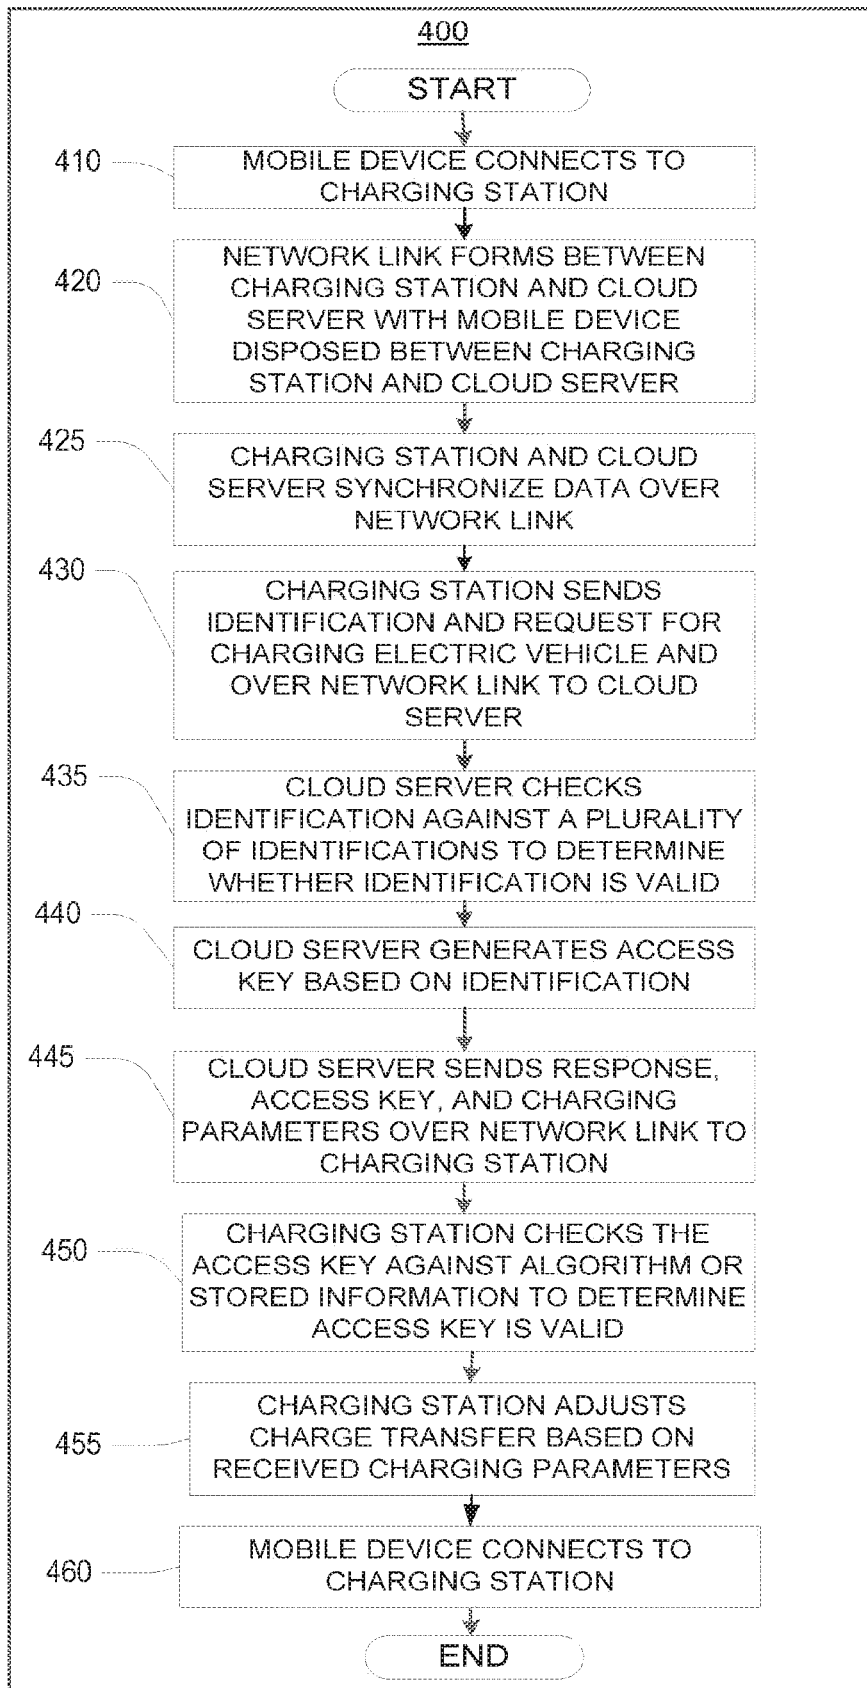 400
START
410
MOBILE DEVICE CONNECTS TO
CHARGING STATION
420
NETWORK LINK FORMS BETWEEN
CHARGING STATION AND CLOUD
SERVER WITH MOBILE DEVICE
DISPOSED BETWEEN CHARGING
STATION AND CLOUD SERVER
425
CHARGING STATION AND CLOUD
SERVER SYNCHRONIZE DATA OVER
NETWORK LINK
430
CHARGING STATION SENDS
IDENTIFICATION AND REQUEST FOR
CHARGING ELECTRIC VEHICLE AND
OVER NETWORK LINK TO CLOUD
SERVER
435
CLOUD SERVER CHECKS
IDENTIFICATION AGAINST A PLURALITY
OF IDENTIFICATIONS TO DETERMINE
WHETHER IDENTIFICATION IS VALID
440
CLOUD SERVER GENERATES ACCESS
KEY BASED ON IDENTIFICATION
445
CLOUD SERVER SENDS RESPONSE,
ACCESS KEY, AND CHARGING
PARAMETERS OVER NETWORK LINK TO
CHARGING STATION
450
CHARGING STATION CHECKS THE
ACCESS KEY AGAINST ALGORITHM OR
STORED INFORMATION TO DETERMINE
ACCESS KEY IS VALID
455
CHARGING STATION ADJUSTS
CHARGE TRANSFER BASED ON
RECEIVED CHARGING PARAMETERS
460
MOBILE DEVICE CONNECTS TO
CHARGING STATION
END